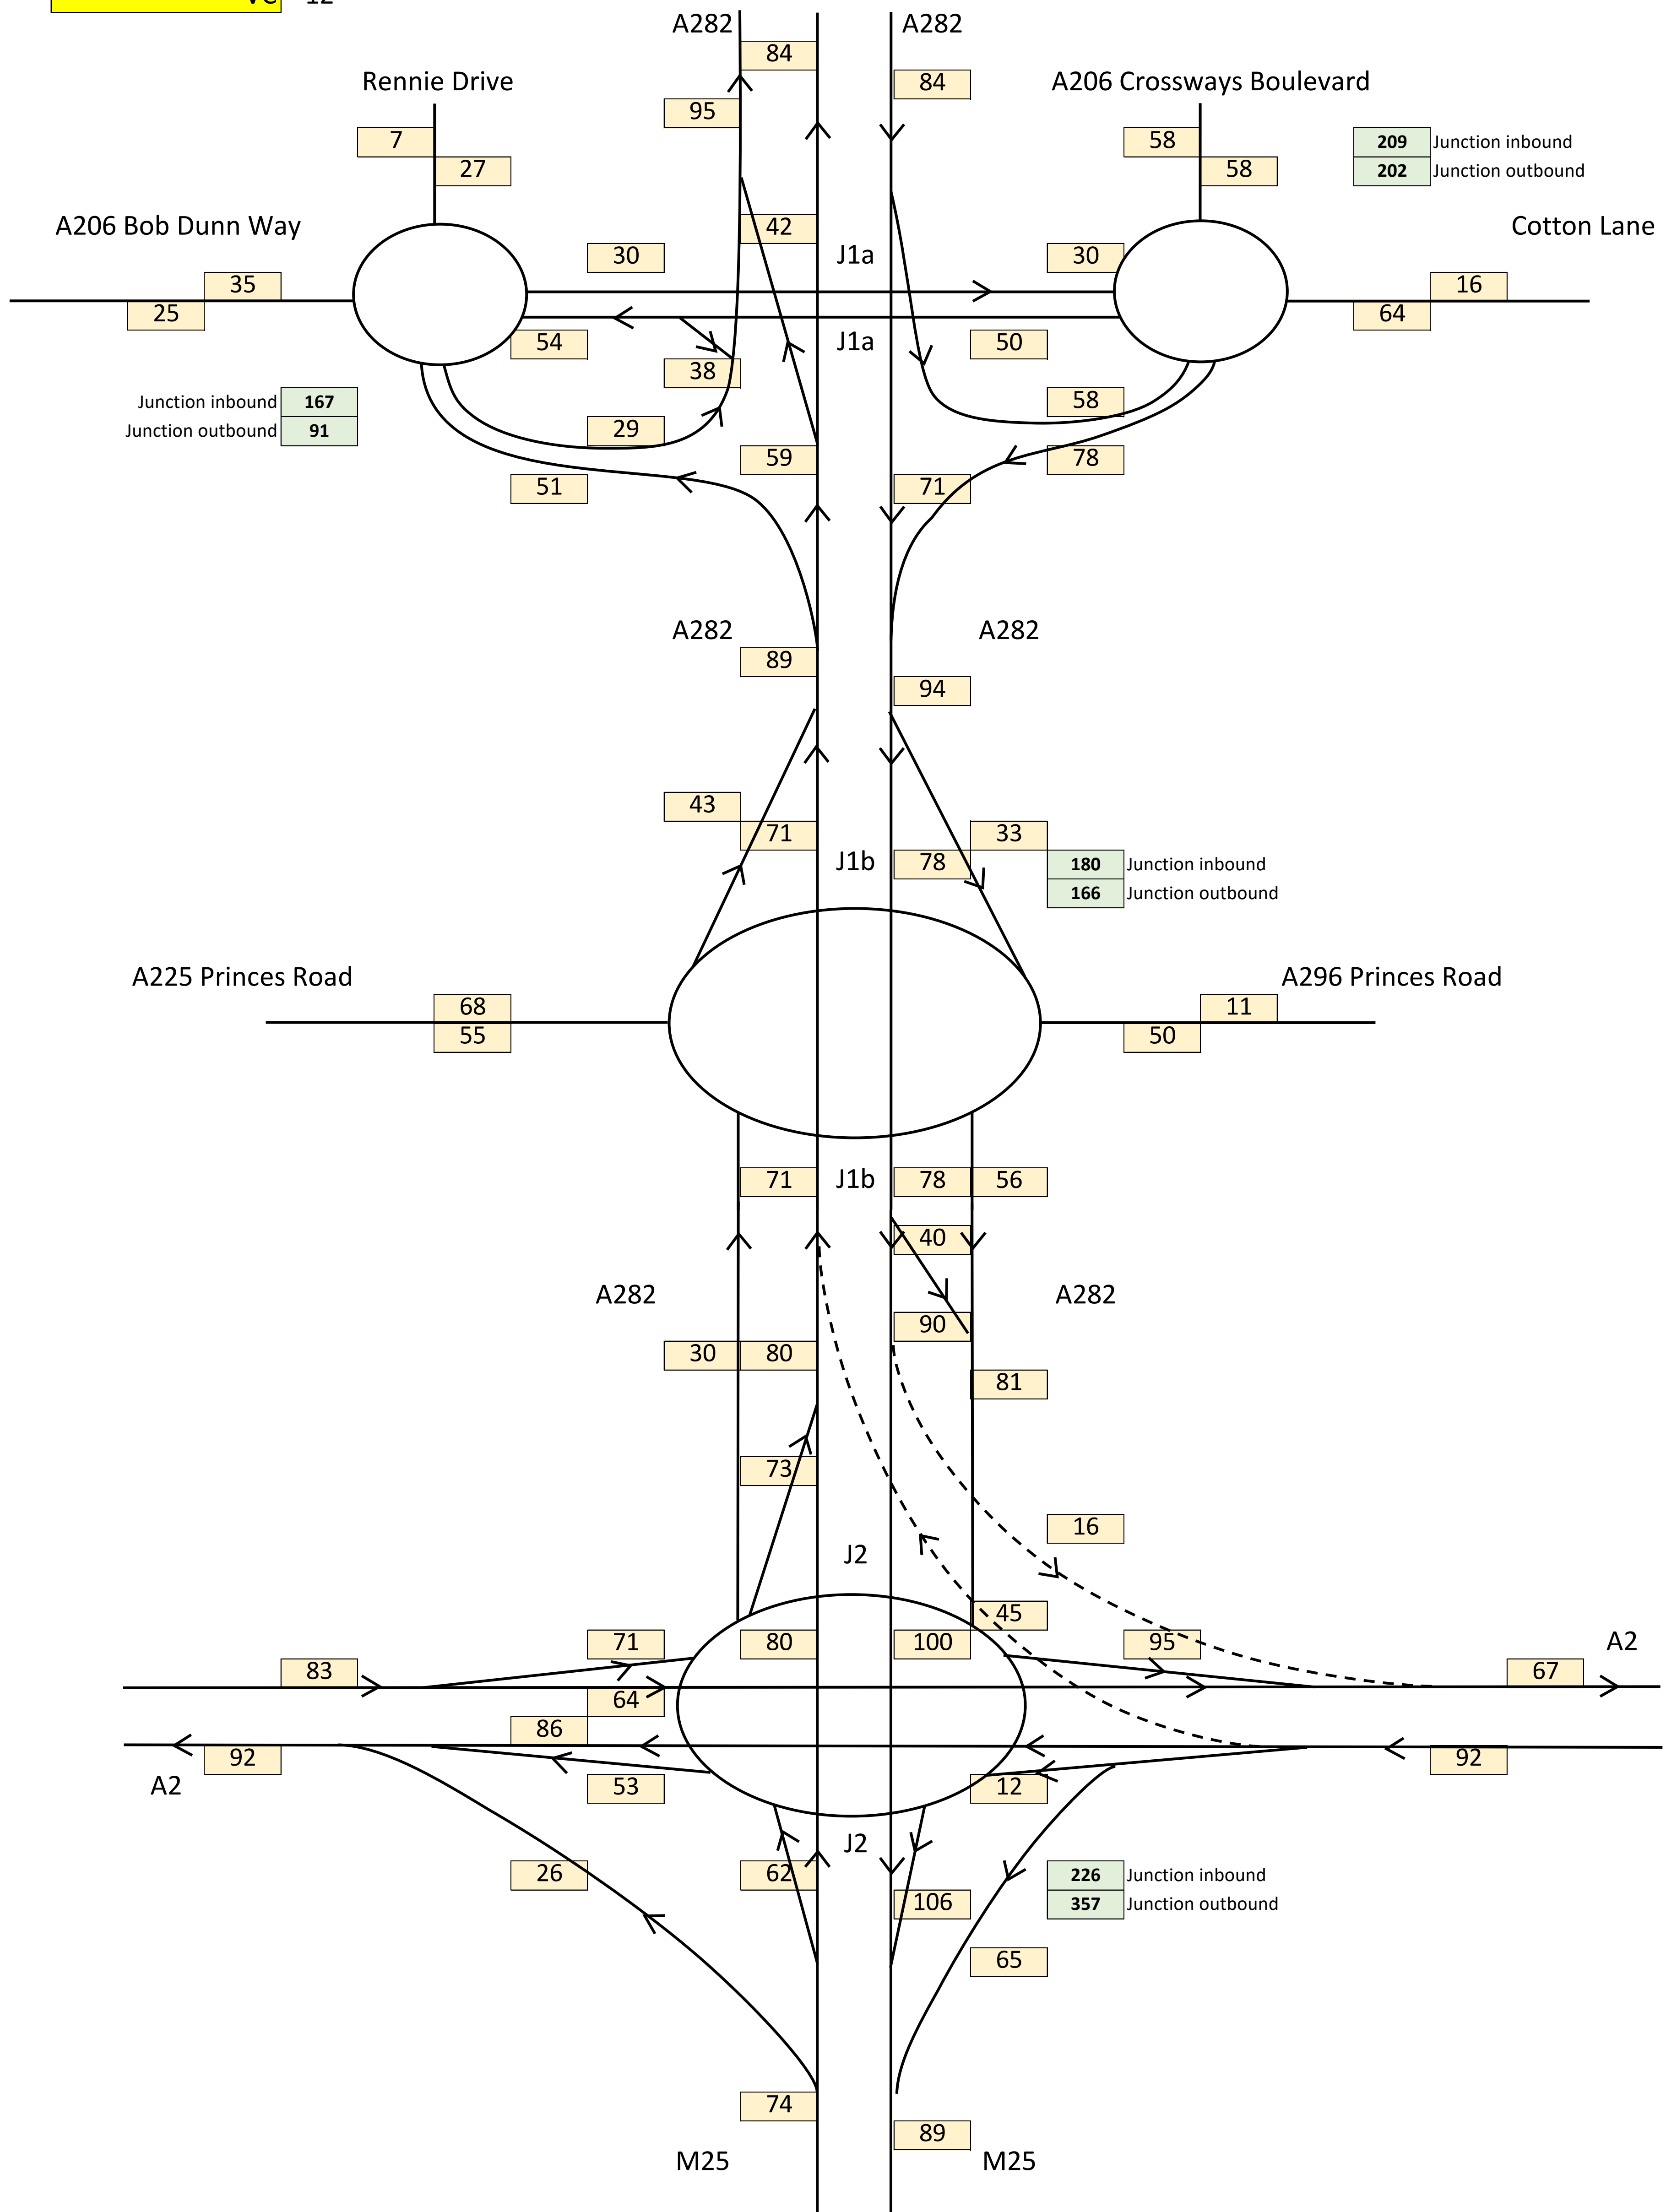 12
A282
A282
84
Rennie Drive
A206 Crossways Boulevard
84
95
7
58
209 Junction inbound
27
58
202 Junction outbound
A206 Bob Dunn Way
42
Cotton Lane
30
J1a
30
35
16
25
64
54
J1a
50
38
Junction inbound 167
58
Junction outbound 91
29
59
78
51
71
A282
A282
89
94
43
71
33
J1b
78
180 Junction inbound
166 Junction outbound
A225 Princes Road
A296 Princes Road
68
11
55
50
71
J1b
78
56
40
A282
A282
90
30
80
81
73
16
J2
45
71
80
100
95
A2
83
67
64
86
92
92
A2
53
12
J2
26
62
226 Junction inbound
106
357 Junction outbound
65
74
89
M25
M25